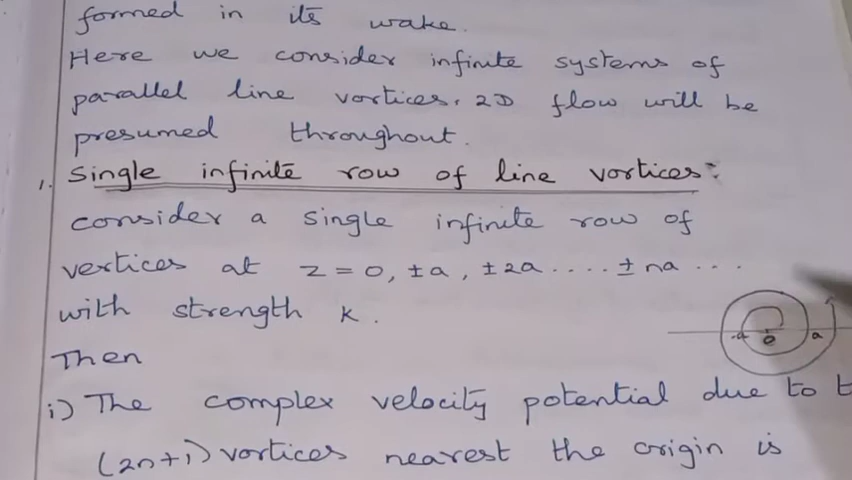 formed in its wake.
Here we consider infinite systems of
parallel line vortices. 2D flow will be
presumed throughout.
1. Single infinite row of line vortices:
consider a single infinite row of
vertices at z = 0, ±a, ±2a .... ±na ...
with strength k.
-a 0 a
Then
i) The complex velocity potential due to t
(2n+1) vortices nearest the origin is